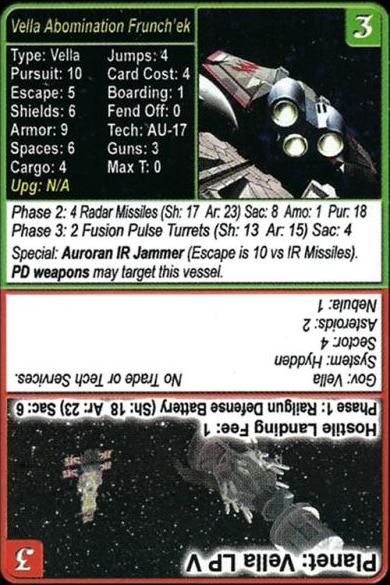 Vella Abomination Frunch'ek
3
Type: Vella Jumps: 4
Pursuit: 10 Card Cost: 4
Escape: 5 Boarding: 1
Shields: 6 Fend Off: 0
Armor: 9 Tech: AU-17
Spaces: 6 Guns: 3
Cargo: 4 Max T: 0
Upg: N/A
Phase 2: 4 Radar Missiles (Sh: 17 Ar: 23) Sac: 8 Amo: 1 Pur: 18
Phase 3: 2 Fusion Pulse Turrets (Sh: 13 Ar: 15) Sac: 4
Special: Auroran IR Jammer (Escape is 10 vs IR Missiles).
PD weapons may target this vessel.
Planet: Vella LP V
3
Hostile Landing Fee: 1
Phase 1: Railgun Defense Battery (Sh: 18 Ar: 23) Sac: 6
Gov: Vella No Trade or Tech Services.
System: Hydden
Sector: 4
Asteroids: 2
Nebula: 1